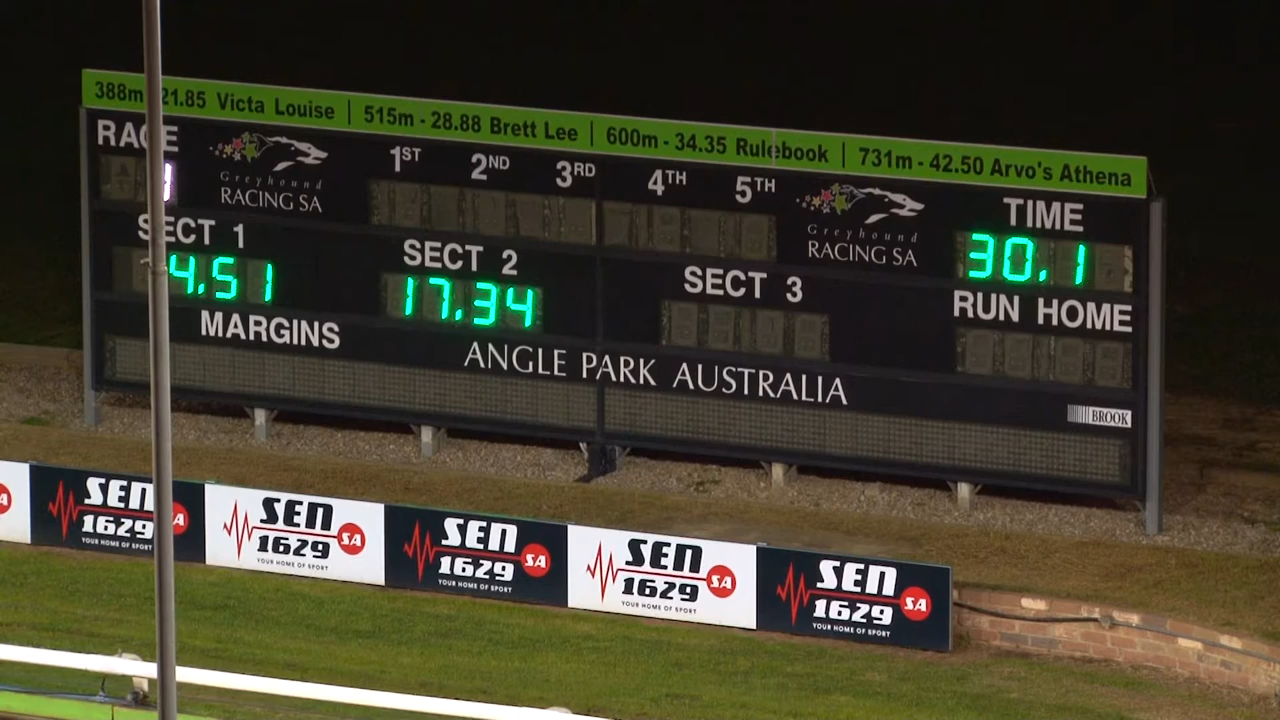 388m 21.85 Victa Louise | 515m - 28.88 Brett Lee | 600m - 34.35 Rulebook | 731m - 42.50 Arvo's Athena
RACE
Greyhound
RACING SA
1ST 2ND 3RD 4TH 5TH
Greyhound
RACING SA
TIME
30.1
SECT 1
4.51
SECT 2
17.34
SECT 3
RUN HOME
MARGINS
ANGLE PARK AUSTRALIA
BROOK
SEN
1629
SA
YOUR HOME OF SPORT
SEN
1629
SA
YOUR HOME OF SPORT
SEN
1629
SA
YOUR HOME OF SPORT
SEN
1629
SA
YOUR HOME OF SPORT
SEN
1629
SA
YOUR HOME OF SPORT